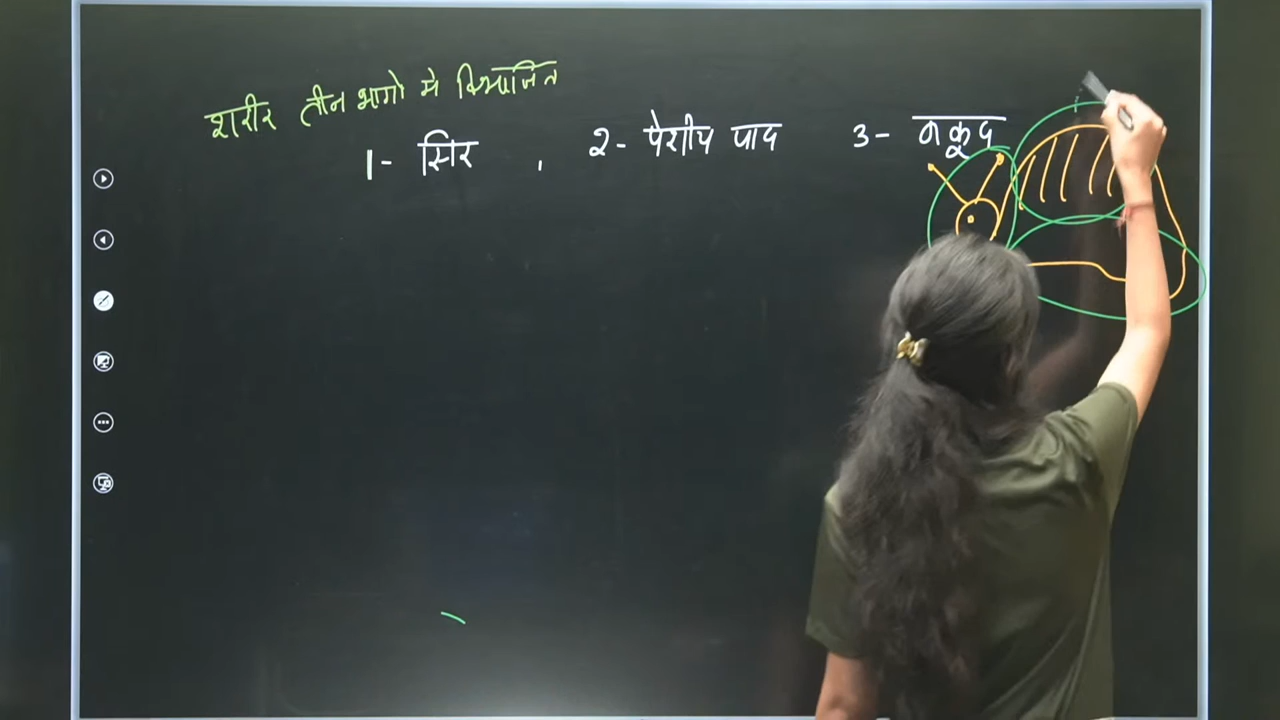 शरीर तीन भागो मे विभाजित
1- सिर , 2- पेशीय पाद 3- ककूद